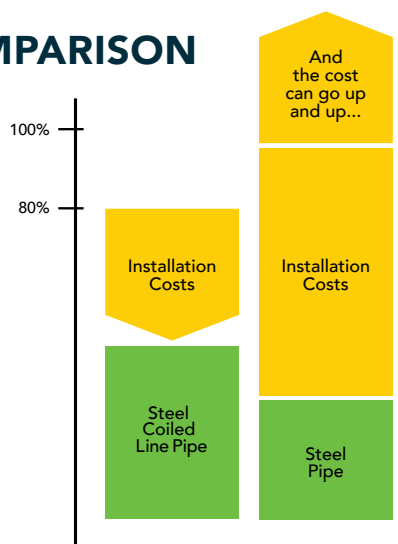 MPARISON
And
the cost
can go up
and up...
100%
80%
Installation
Costs
Installation
Costs
Steel
Coiled
Line Pipe
Steel
Pipe